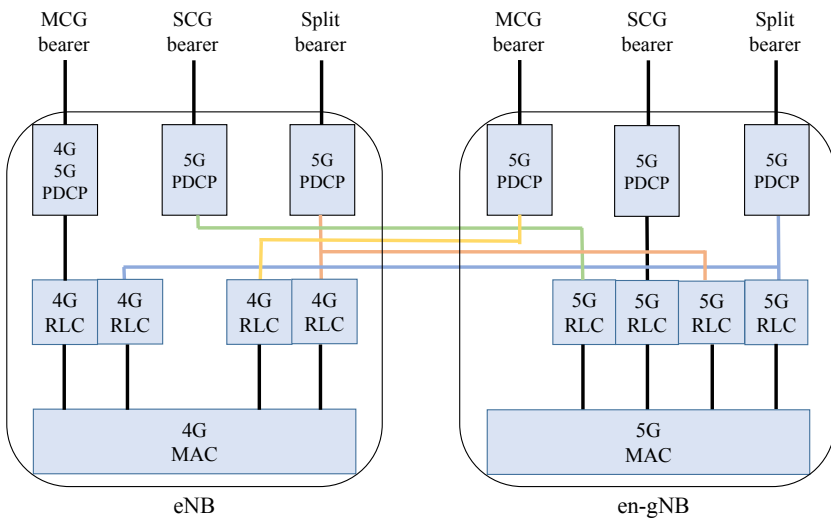 MCG
bearer
SCG
bearer
Split
bearer
MCG
bearer
SCG
bearer
Split
bearer
4G
5G
PDCP
5G
PDCP
5G
PDCP
5G
PDCP
5G
PDCP
5G
PDCP
4G
RLC
4G
RLC
4G
RLC
4G
RLC
5G
RLC
5G
RLC
5G
RLC
5G
RLC
4G
MAC
5G
MAC
eNB
en-gNB